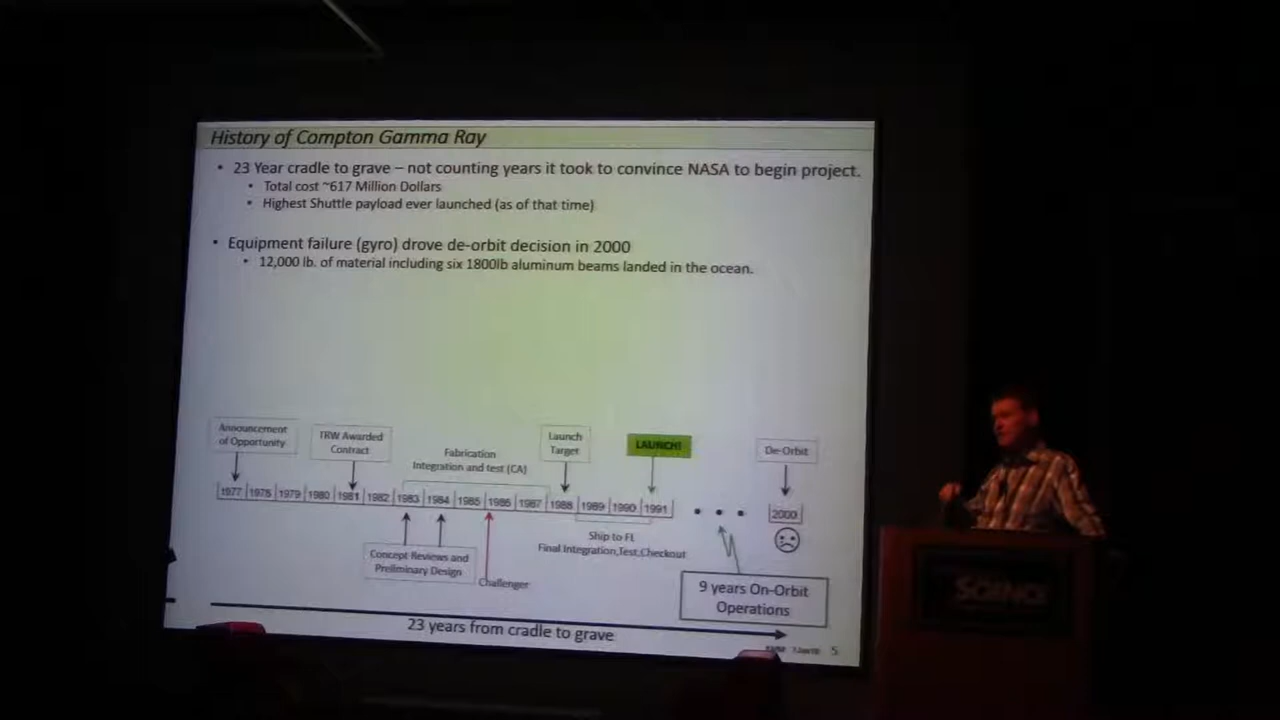 History of Compton Gamma Ray
• 23 Year cradle to grave – not counting years it took to convince NASA to begin project.
• Total cost ~617 Million Dollars
• Highest Shuttle payload ever launched (as of that time)
• Equipment failure (gyro) drove de-orbit decision in 2000
• 12,000 lb. of material including six 1800lb aluminum beams landed in the ocean.
Announcement
of Opportunity
TRW Awarded
Contract
Fabrication
Integration and test (CA)
Launch
Target
LAUNCH!
De-Orbit
1977 1978 1979 1980 1981 1982 1983 1984 1985 1986 1987 1988 1989 1990 1991 • • • 2000
Concept Reviews and
Preliminary Design
Challenger
Ship to FL
Final Integration,Test,Checkout
9 years On-Orbit
Operations
23 years from cradle to grave
5
SCIENCE